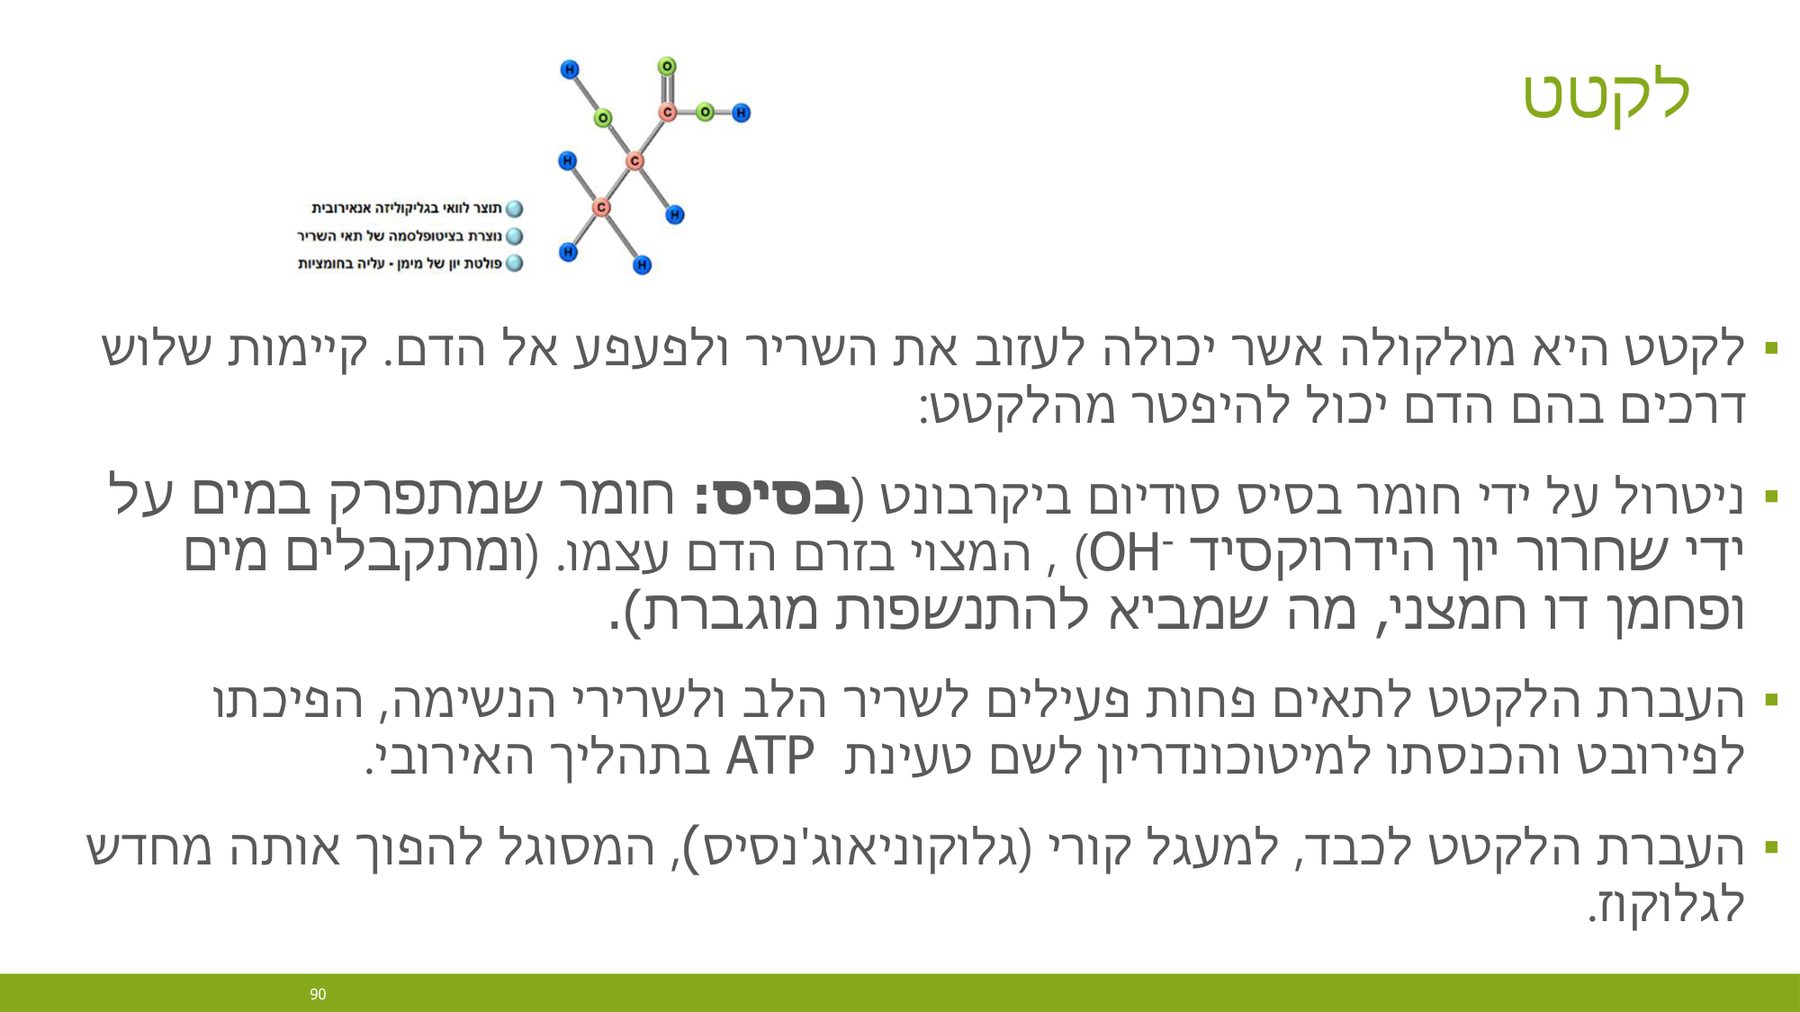 לקטט
H
O
O
C
O
H
H
C
C
H
H
H
תוצר לוואי בגליקוליזה אנאירובית
נוצרת בציטופלסמה של תאי השריר
פולטת יון של מימן - עליה בחומציות
לקטט היא מולקולה אשר יכולה לעזוב את השריר ולפעפע אל הדם. קיימות שלוש
דרכים בהם הדם יכול להיפטר מהלקטט:
ניטרול על ידי חומר בסיס סודיום ביקרבונט (בסיס: חומר שמתפרק במים על
ידי שחרור יון הידרוקסיד OH⁻) , המצוי בזרם הדם עצמו. (ומתקבלים מים
ופחמן דו חמצני, מה שמביא להתנשפות מוגברת).
העברת הלקטט לתאים פחות פעילים לשריר הלב ולשרירי הנשימה, הפיכתו
לפירובט והכנסתו למיטוכונדריון לשם טעינת ATP בתהליך האירובי.
העברת הלקטט לכבד, למעגל קורי (גלוקוניאוג'נסיס), המסוגל להפוך אותה מחדש
לגלוקוז.
90